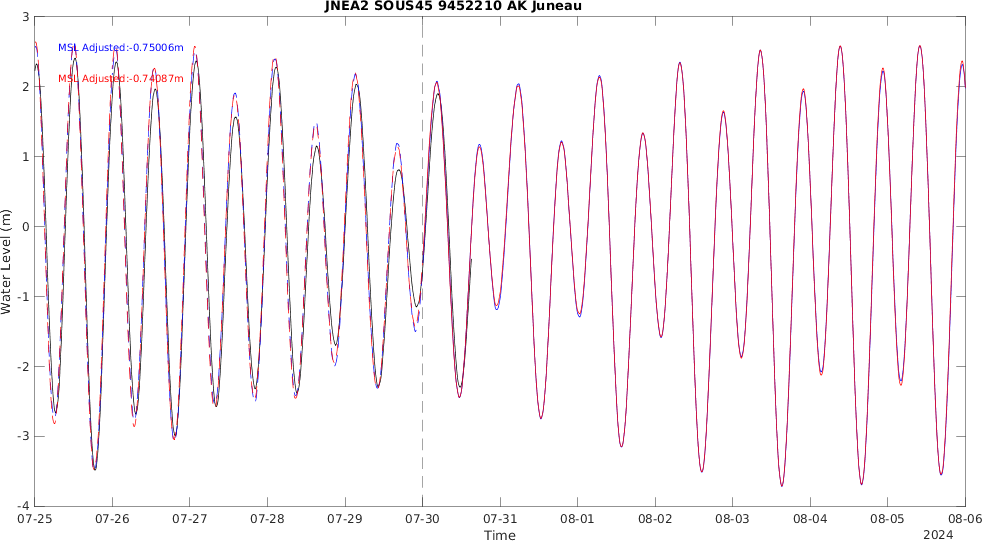 JNEA2 SOUS45 9452210 AK Juneau
MSL Adjusted:-0.75006m
MSL Adjusted:-0.74087m
Water Level (m)
3
2
1
0
-1
-2
-3
-4
07-25 07-26 07-27 07-28 07-29 07-30 07-31 08-01 08-02 08-03 08-04 08-05 08-06
Time
2024